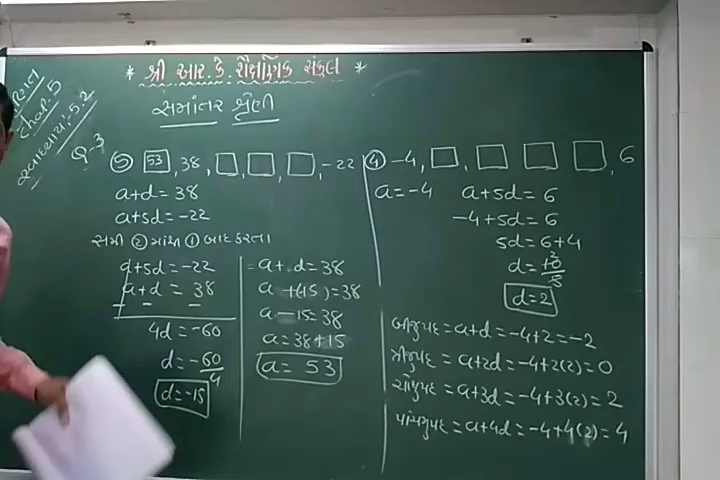 * શ્રી આર.કે. શૈક્ષણિક સંકુલ *
સમાંતર શ્રેણી
chap. 5
સ્વાધ્યાય: 5.2
Q-3
⑤ 53, 38, □, □, □, -22
a+d = 38
a+5d = -22
સમી ② માંથી ① બાદ કરતા
a+5d = -22
a+d = 38
- - -
4d = -60
d = -60/4
d = -15
a+d = 38
a+(-15) = 38
a-15 = 38
a = 38+15
a = 53
④ -4, □, □, □, □, 6
a = -4 a+5d = 6
-4+5d = 6
5d = 6+4
d = 10/5
d = 2
બીજુપદ = a+d = -4+2 = -2
ત્રીજુપદ = a+2d = -4+2(2) = 0
ચોથુપદ = a+3d = -4+3(2) = 2
પાંચમુપદ = a+4d = -4+4(2) = 4